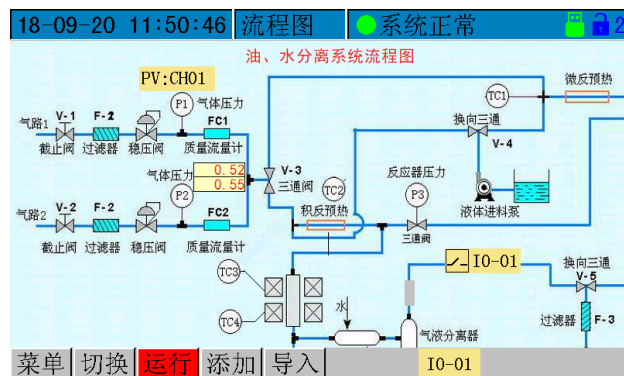 18-09-20 11:50:46 流程图 系统正常 2
油、水分离系统流程图
PV:CH01
微反预热
TC1
P1 气体压力
气路1 V-1 F-2 FC1
换向三通
V-4
截止阀 过滤器 稳压阀 质量流量计
0.52
0.55
V-3
三通阀
气体压力
P2
TC2
积反预热
反应器压力
P3
液体进料泵
气路2 V-2 F-2 FC2
三通阀
截止阀 过滤器 稳压阀 质量流量计
TC3
IO-01
换向三通
V-5
TC4
水
气液分离器
过滤器 F-3
菜单 切换 运行 添加 导入 IO-01